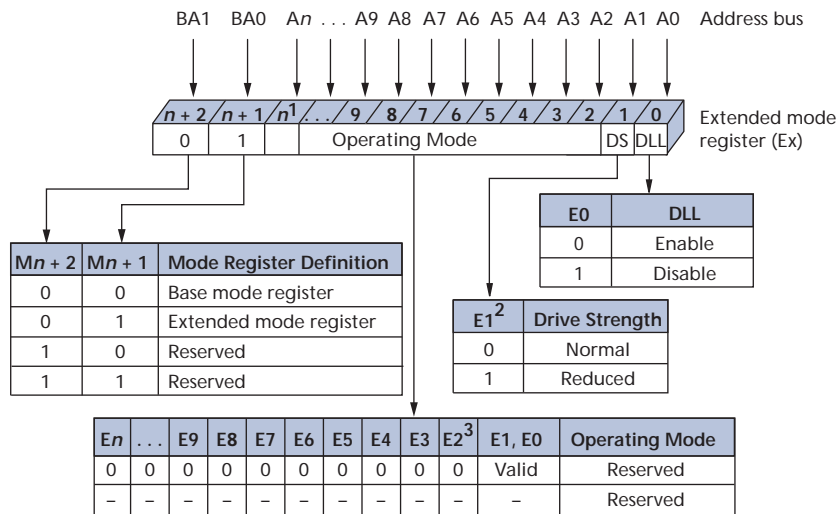 BA1 BA0 An ... A9 A8 A7 A6 A5 A4 A3 A2 A1 A0 Address bus
n + 2 n + 1 n1 ... 9 8 7 6 5 4 3 2 1 0
0 1 Operating Mode DS DLL
Extended mode
register (Ex)
E0 DLL
0 Enable
1 Disable
Mn + 2 Mn + 1 Mode Register Definition
0 0 Base mode register
0 1 Extended mode register
1 0 Reserved
1 1 Reserved
E1² Drive Strength
0 Normal
1 Reduced
En ... E9 E8 E7 E6 E5 E4 E3 E2³ E1, E0 Operating Mode
0 0 0 0 0 0 0 0 0 0 Valid Reserved
– – – – – – – – – – – Reserved